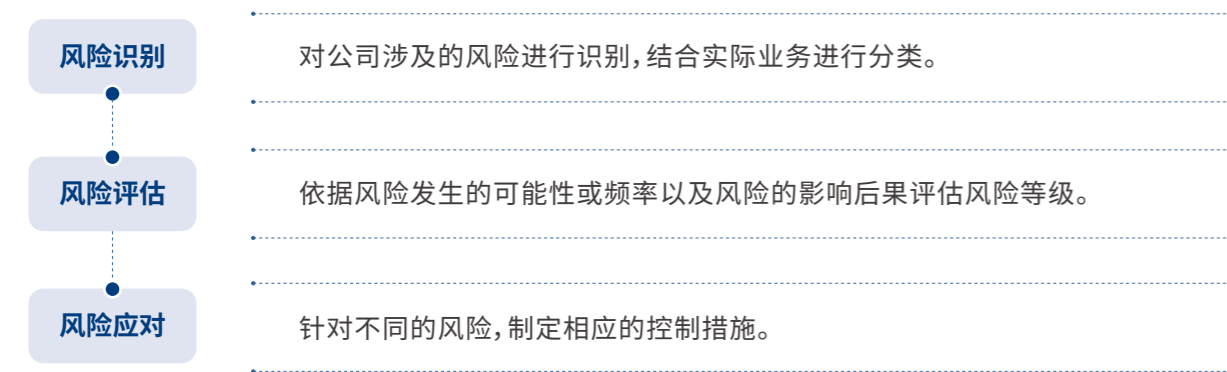 风险识别
对公司涉及的风险进行识别，结合实际业务进行分类。
风险评估
依据风险发生的可能性或频率以及风险的影响后果评估风险等级。
风险应对
针对不同的风险，制定相应的控制措施。